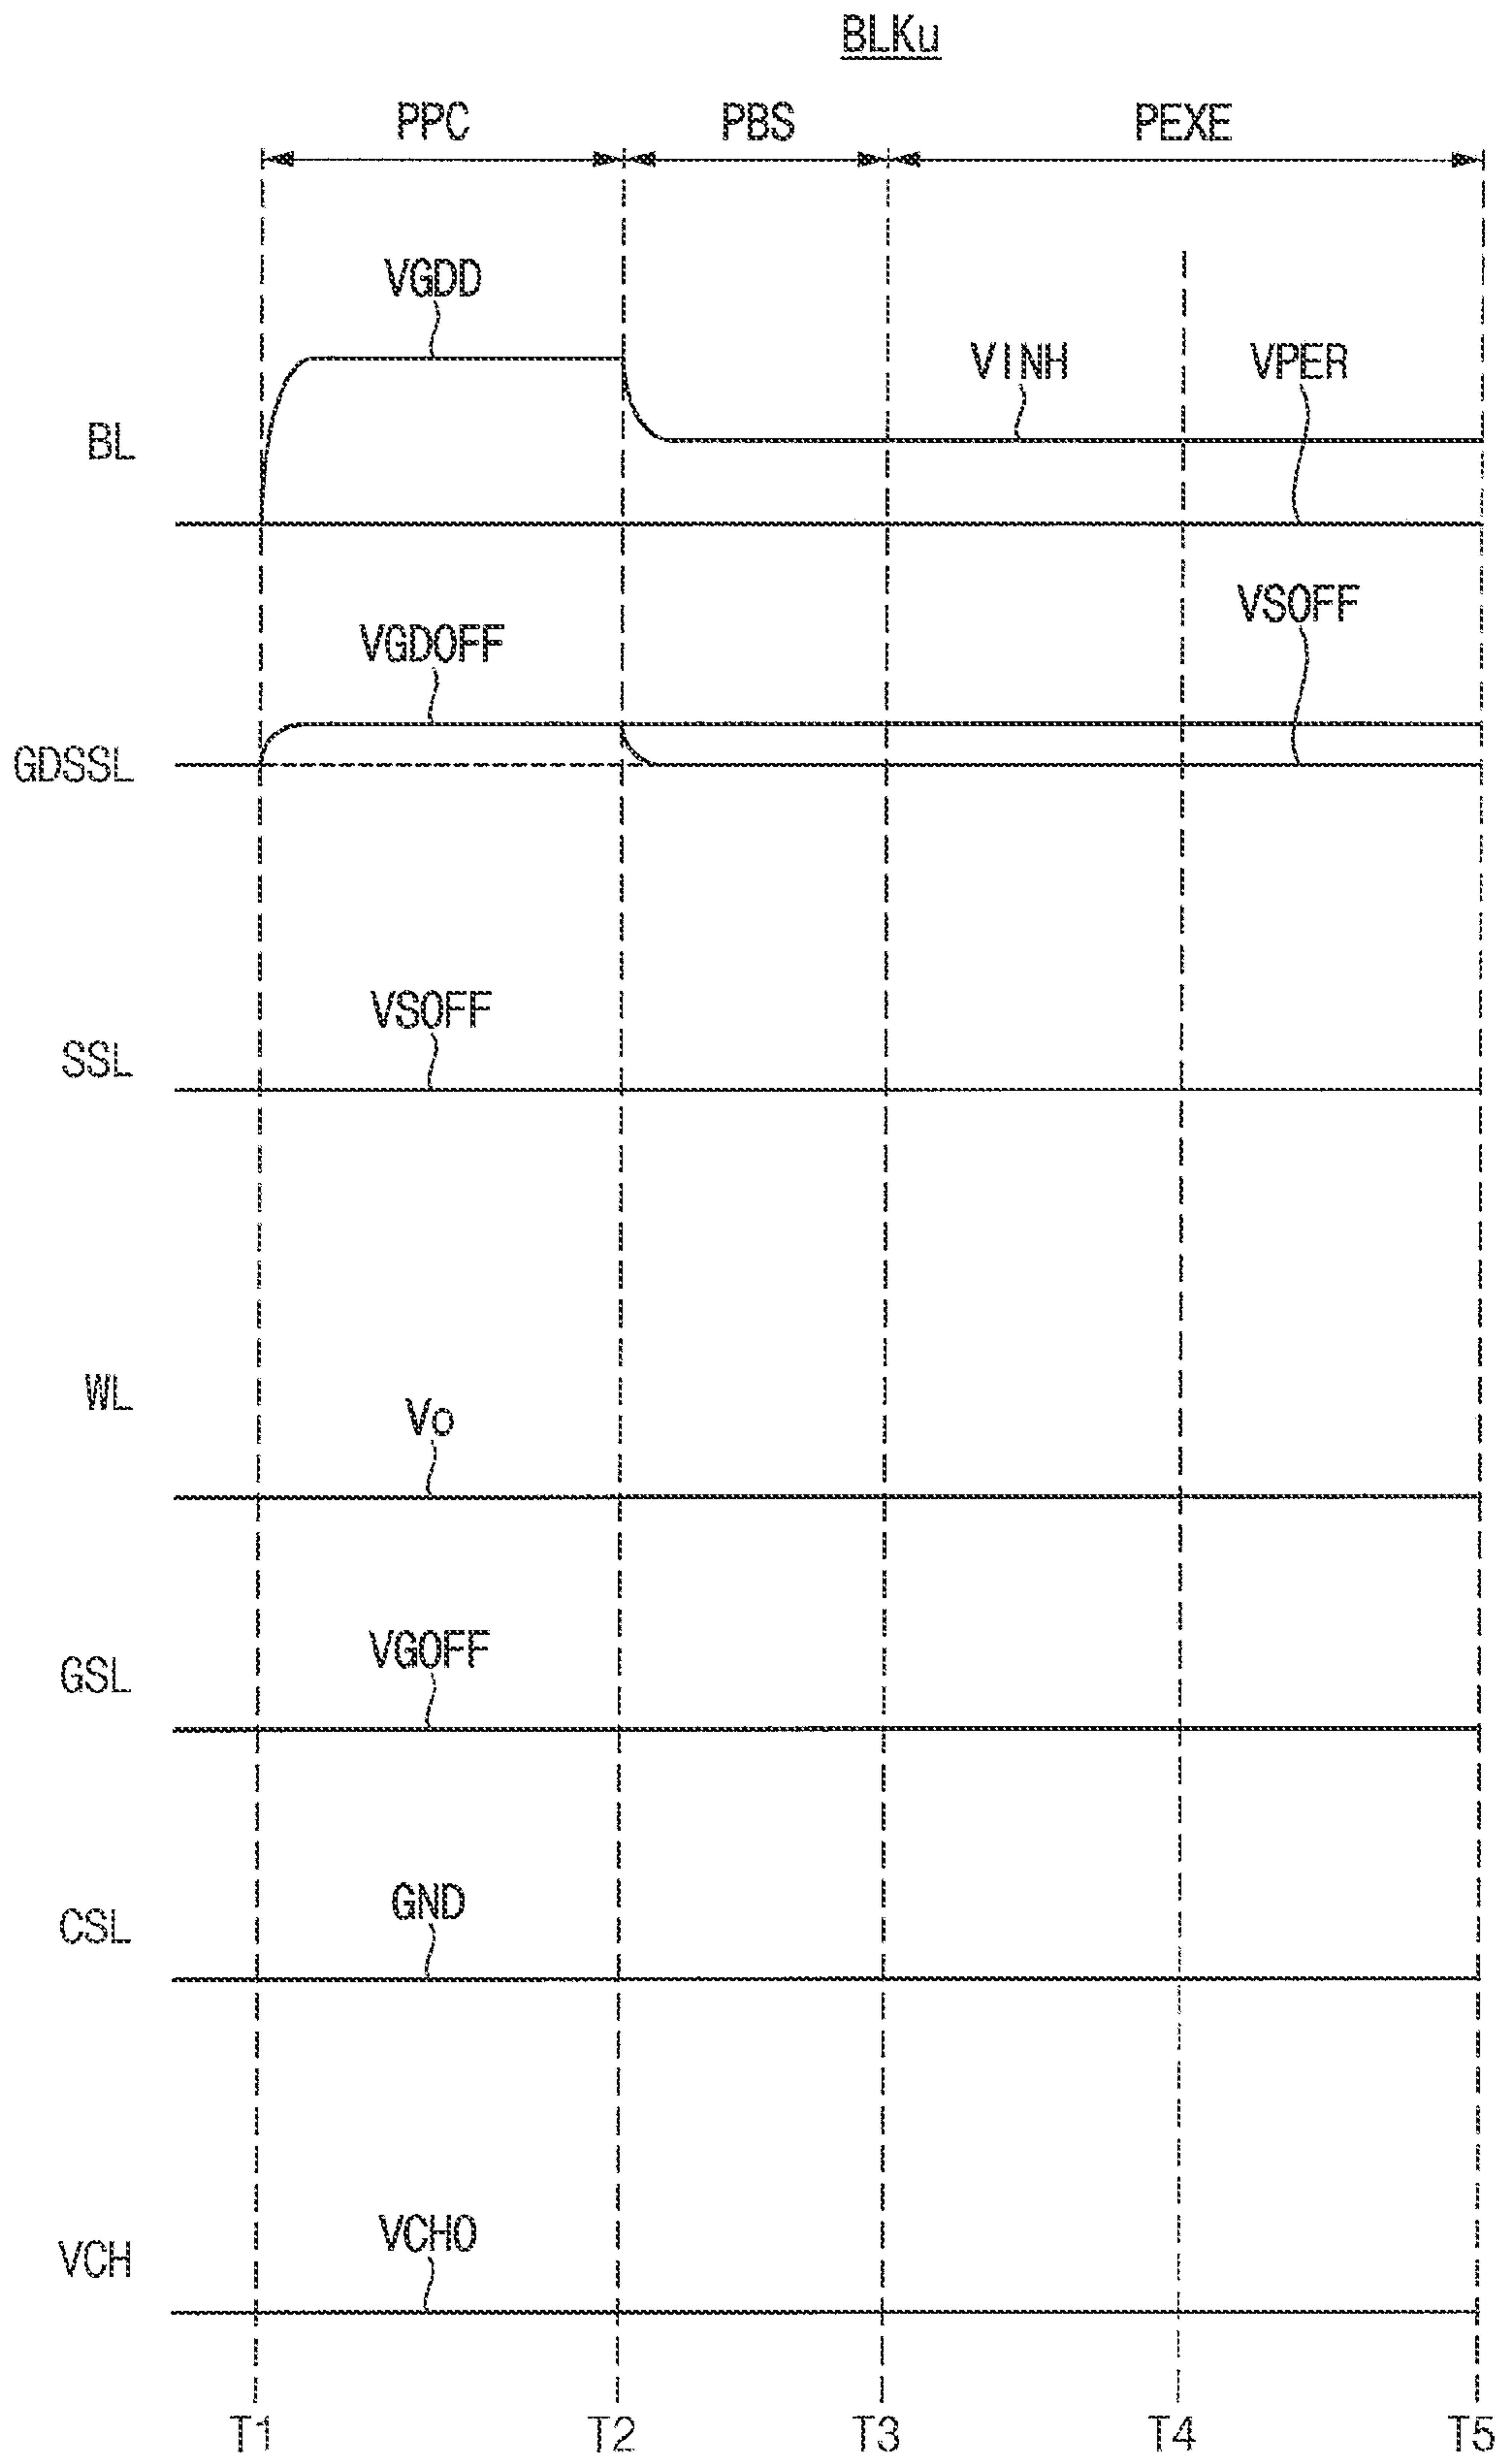 BLKu
PPC PBS PEXE
VGDD
VINH VPER
BL
VSOFF
VGDOFF
GDSSL
VSOFF
SSL
WL
Vo
VGOFF
GSL
GND
CSL
VCHO
VCH
T1 T2 T3 T4 T5